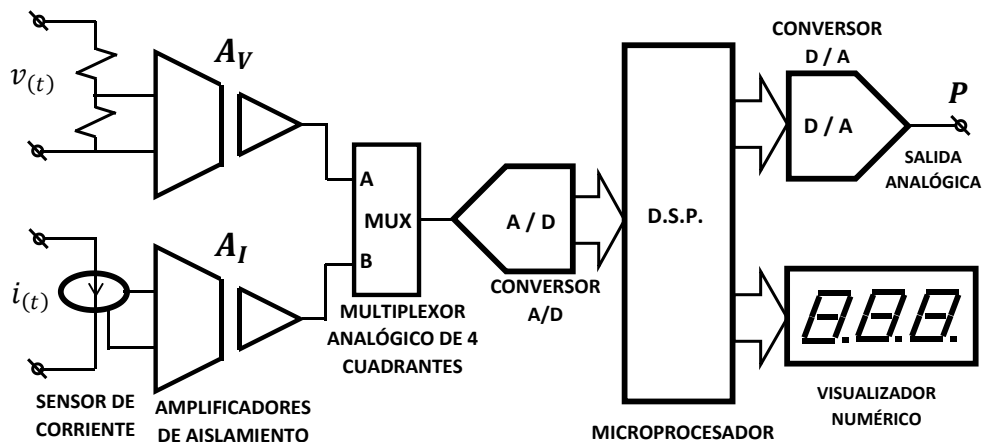 v(t)
A_V
A
MUX
B
i(t)
A_I
SENSOR DE
CORRIENTE
AMPLIFICADORES
DE AISLAMIENTO
MULTIPLEXOR
ANALÓGICO DE 4
CUADRANTES
A / D
CONVERSOR
A/D
D.S.P.
MICROPROCESADOR
CONVERSOR
D / A
D / A
P
SALIDA
ANALÓGICA
8.8.8
VISUALIZADOR
NUMÉRICO